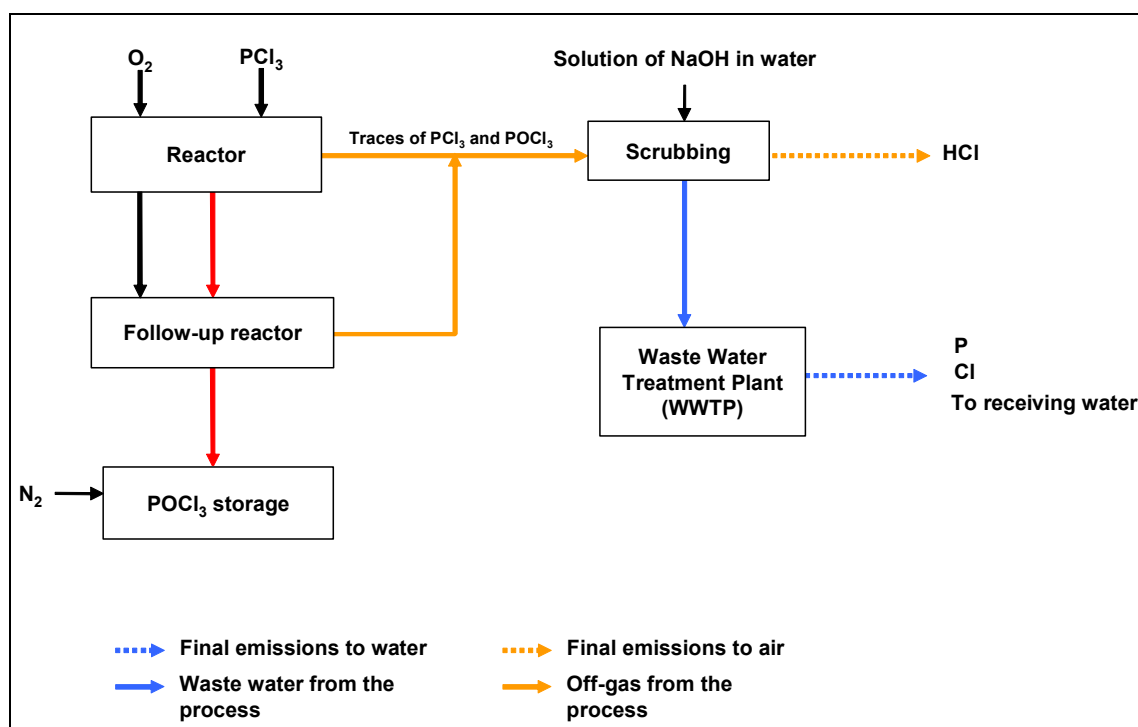 O₂
PCl₃
Solution of NaOH in water
Reactor
Traces of PCl₃ and POCl₃
Scrubbing
HCl
Follow-up reactor
Waste Water
Treatment Plant
(WWTP)
P
Cl
To receiving water
N₂
POCl₃ storage
Final emissions to water
Final emissions to air
Waste water from the
process
Off-gas from the
process